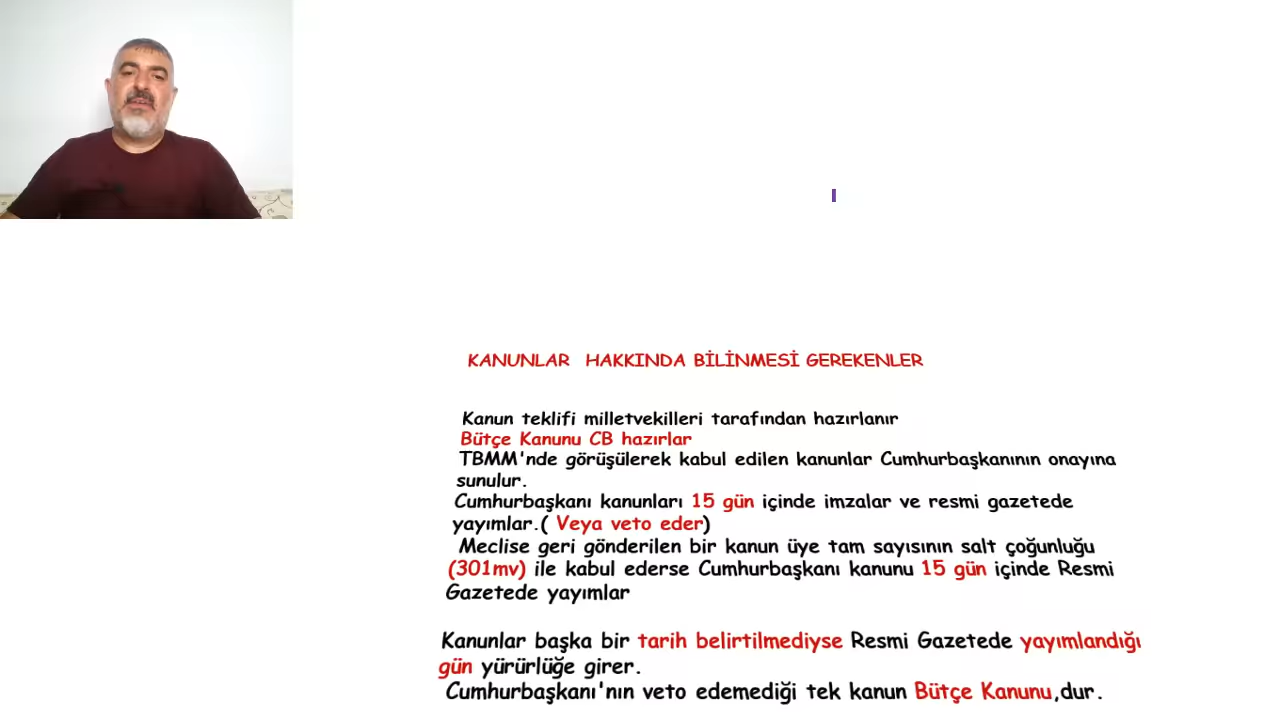 KANUNLAR HAKKINDA BİLİNMESİ GEREKENLER
Kanun teklifi milletvekilleri tarafından hazırlanır
Bütçe Kanunu CB hazırlar
TBMM'nde görüşülerek kabul edilen kanunlar Cumhurbaşkanının onayına
sunulur.
Cumhurbaşkanı kanunları 15 gün içinde imzalar ve resmi gazetede
yayımlar.( Veya veto eder)
Meclise geri gönderilen bir kanun üye tam sayısının salt çoğunluğu
(301mv) ile kabul ederse Cumhurbaşkanı kanunu 15 gün içinde Resmi
Gazetede yayımlar
Kanunlar başka bir tarih belirtilmediyse Resmi Gazetede yayımlandığı
gün yürürlüğe girer.
Cumhurbaşkanı'nın veto edemediği tek kanun Bütçe Kanunu,dur.